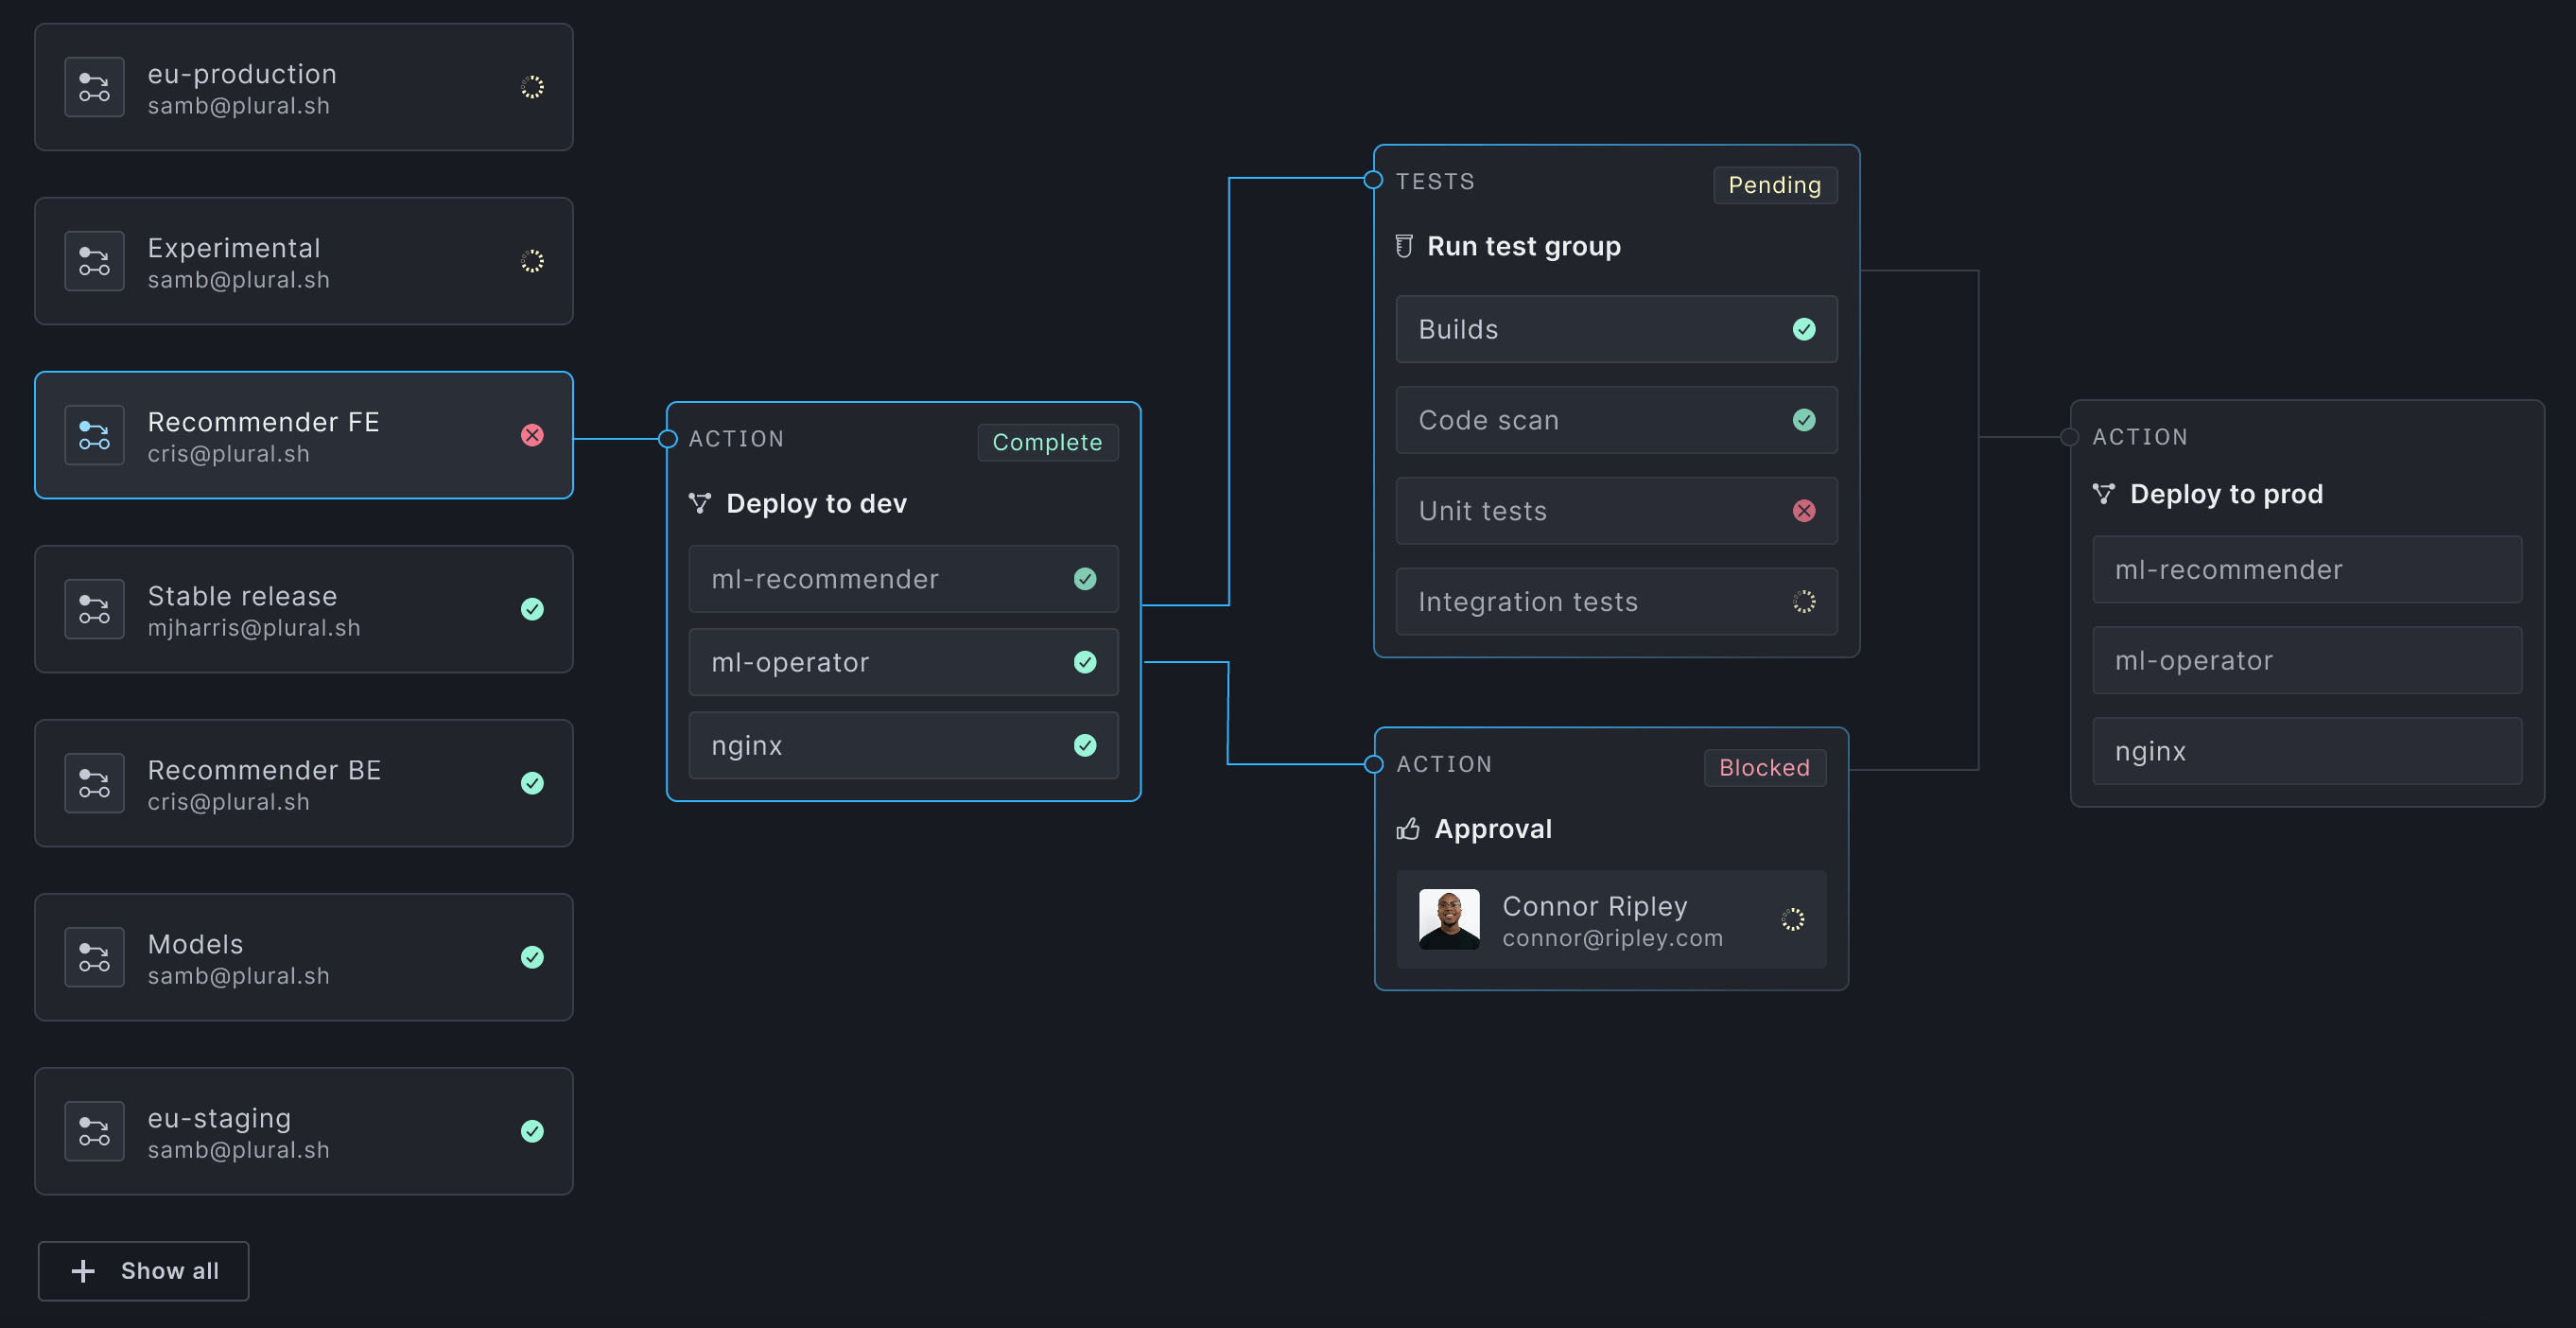 eu-production
samb@plural.sh
Experimental
samb@plural.sh
Recommender FE
cris@plural.sh
Stable release
mjharris@plural.sh
Recommender BE
cris@plural.sh
Models
samb@plural.sh
eu-staging
samb@plural.sh
Show all
ACTION
Complete
Deploy to dev
ml-recommender
ml-operator
nginx
TESTS
Pending
Run test group
Builds
Code scan
Unit tests
Integration tests
ACTION
Blocked
Approval
Connor Ripley
connor@ripley.com
ACTION
Deploy to prod
ml-recommender
ml-operator
nginx